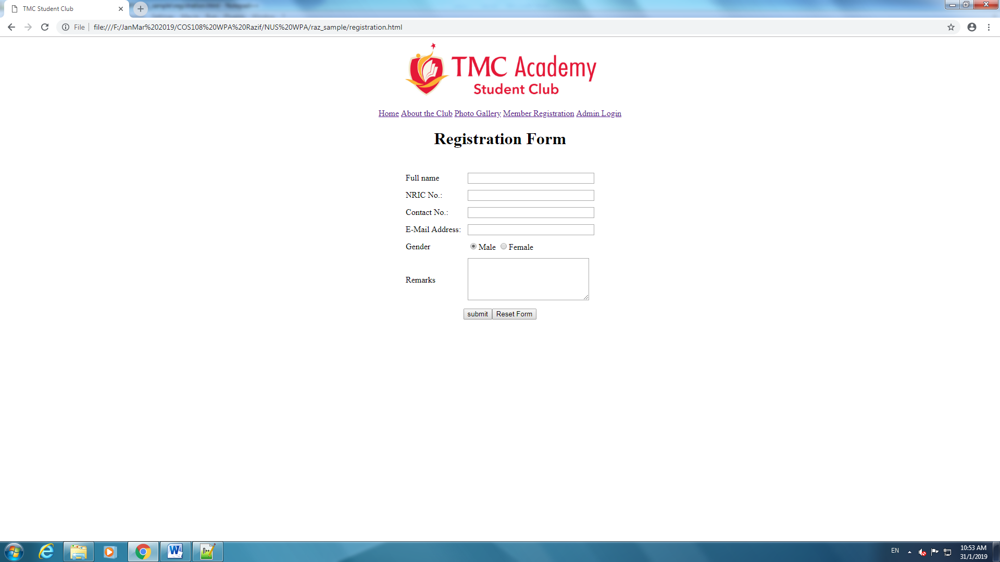 TMC Student Club
File
file:///F:/JanMar%202019/COS108%20WPA%20Razif/NUS%20WPA/raz_sample/registration.html
TMC Academy
Student Club
Home About the Club Photo Gallery Member Registration Admin Login
Registration Form
Full name
NRIC No.:
Contact No.:
E-Mail Address:
Gender Male Female
Remarks
submit Reset Form
EN
10:53 AM
31/1/2019